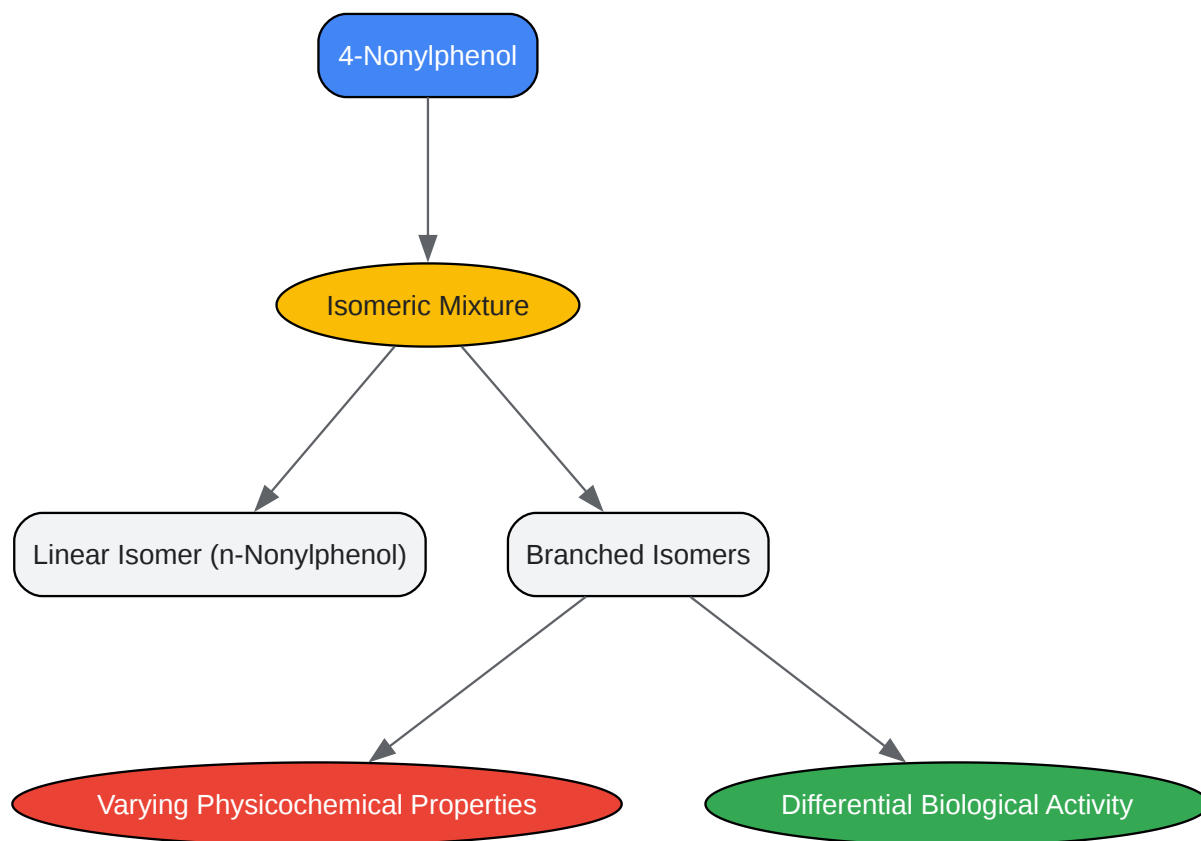 4-Nonylphenol
Isomeric Mixture
Linear Isomer (n-Nonylphenol)
Branched Isomers
Varying Physicochemical Properties
Differential Biological Activity